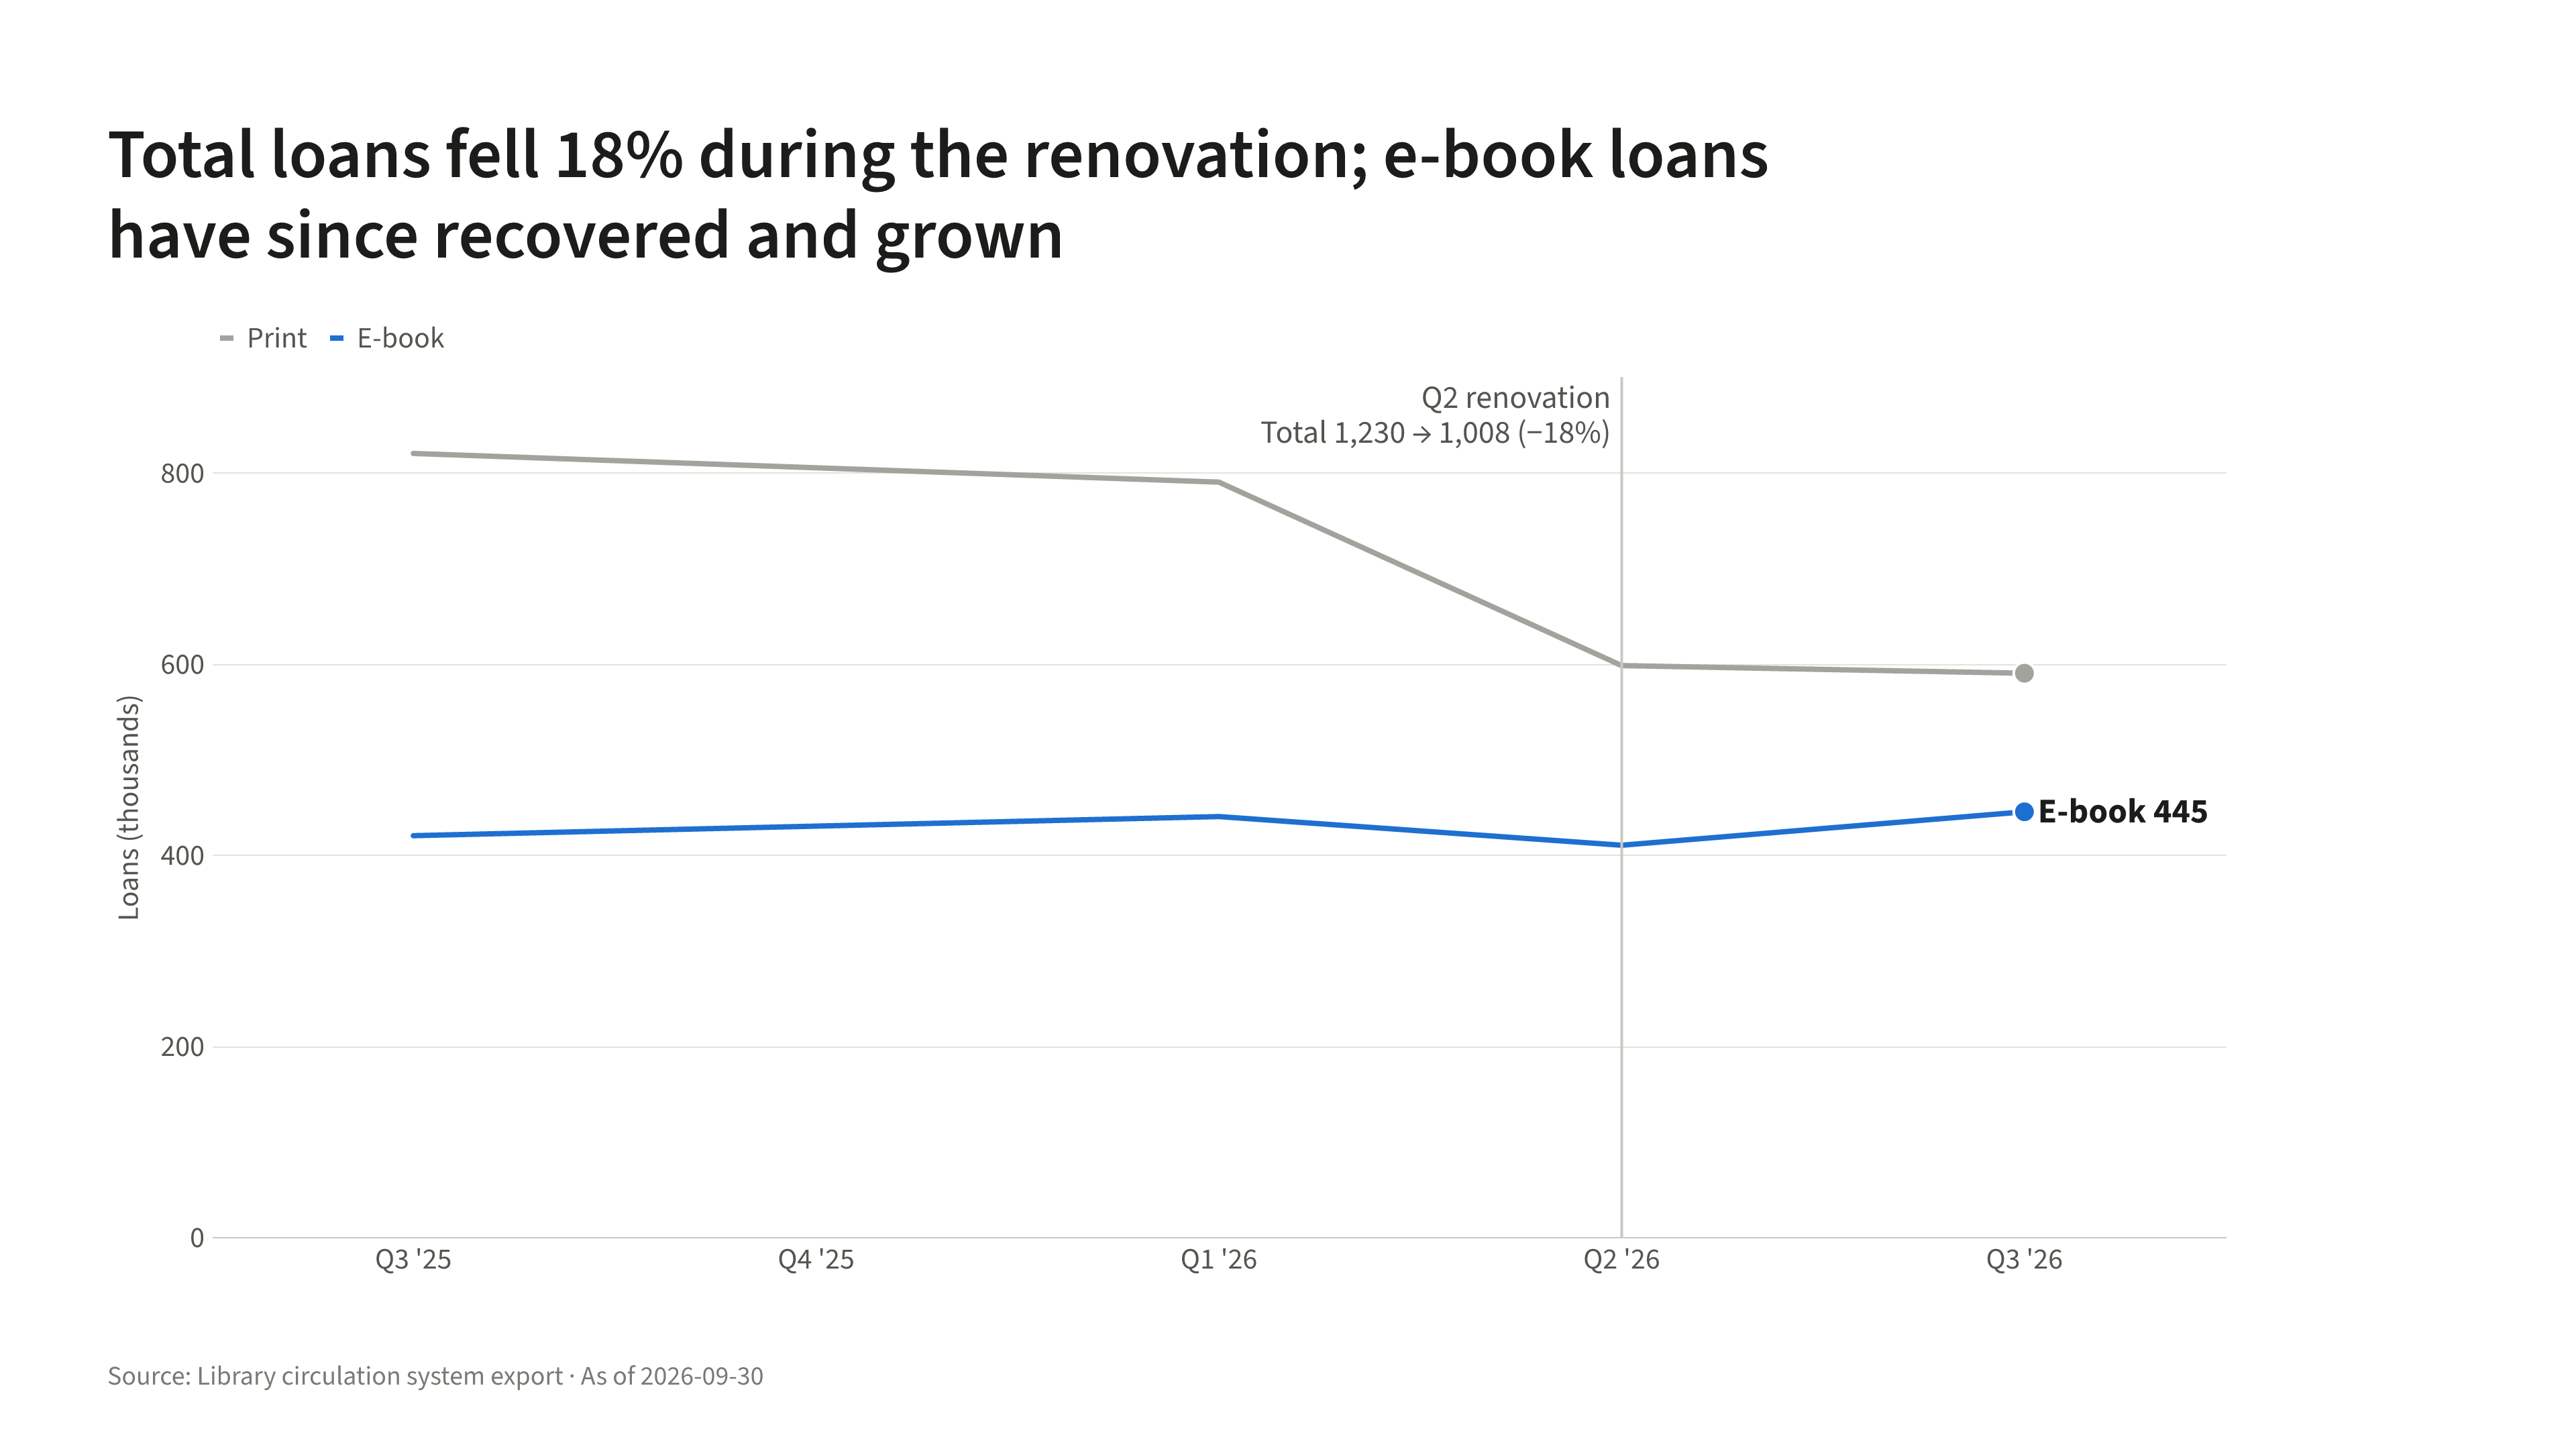 Total loans fell 18% during the renovation; e-book loans
have since recovered and grown
Print
E-book
Q2 renovation
Total 1,230 → 1,008 (−18%)
Loans (thousands)
800
600
400
200
0
E-book 445
Q3 '25
Q4 '25
Q1 '26
Q2 '26
Q3 '26
Source: Library circulation system export · As of 2026-09-30